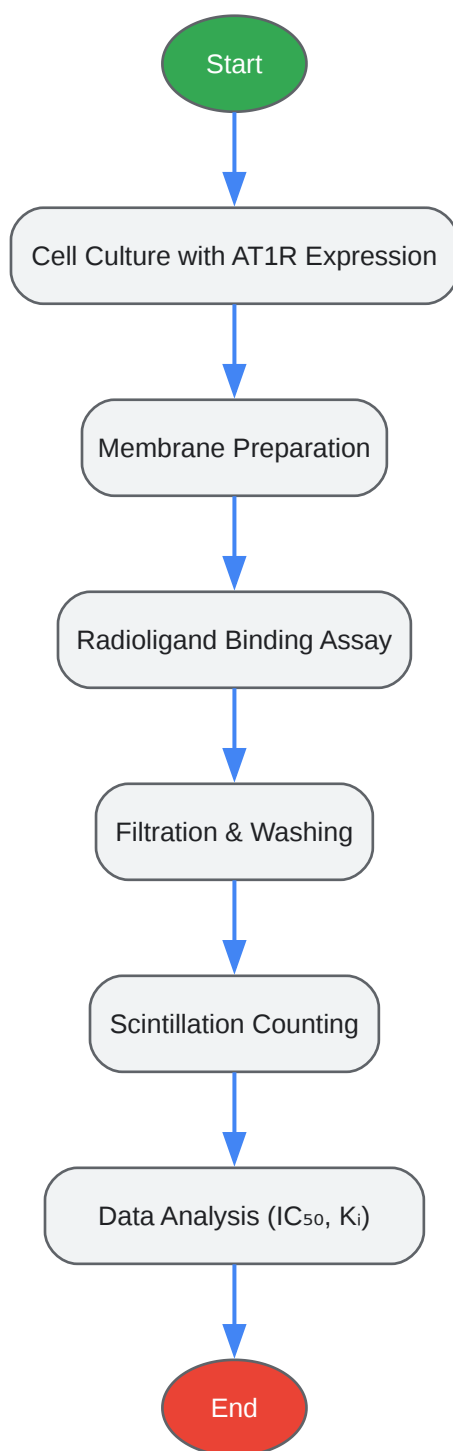 Start
Cell Culture with AT1R Expression
Membrane Preparation
Radioligand Binding Assay
Filtration & Washing
Scintillation Counting
Data Analysis (IC₅₀, Kᵢ)
End